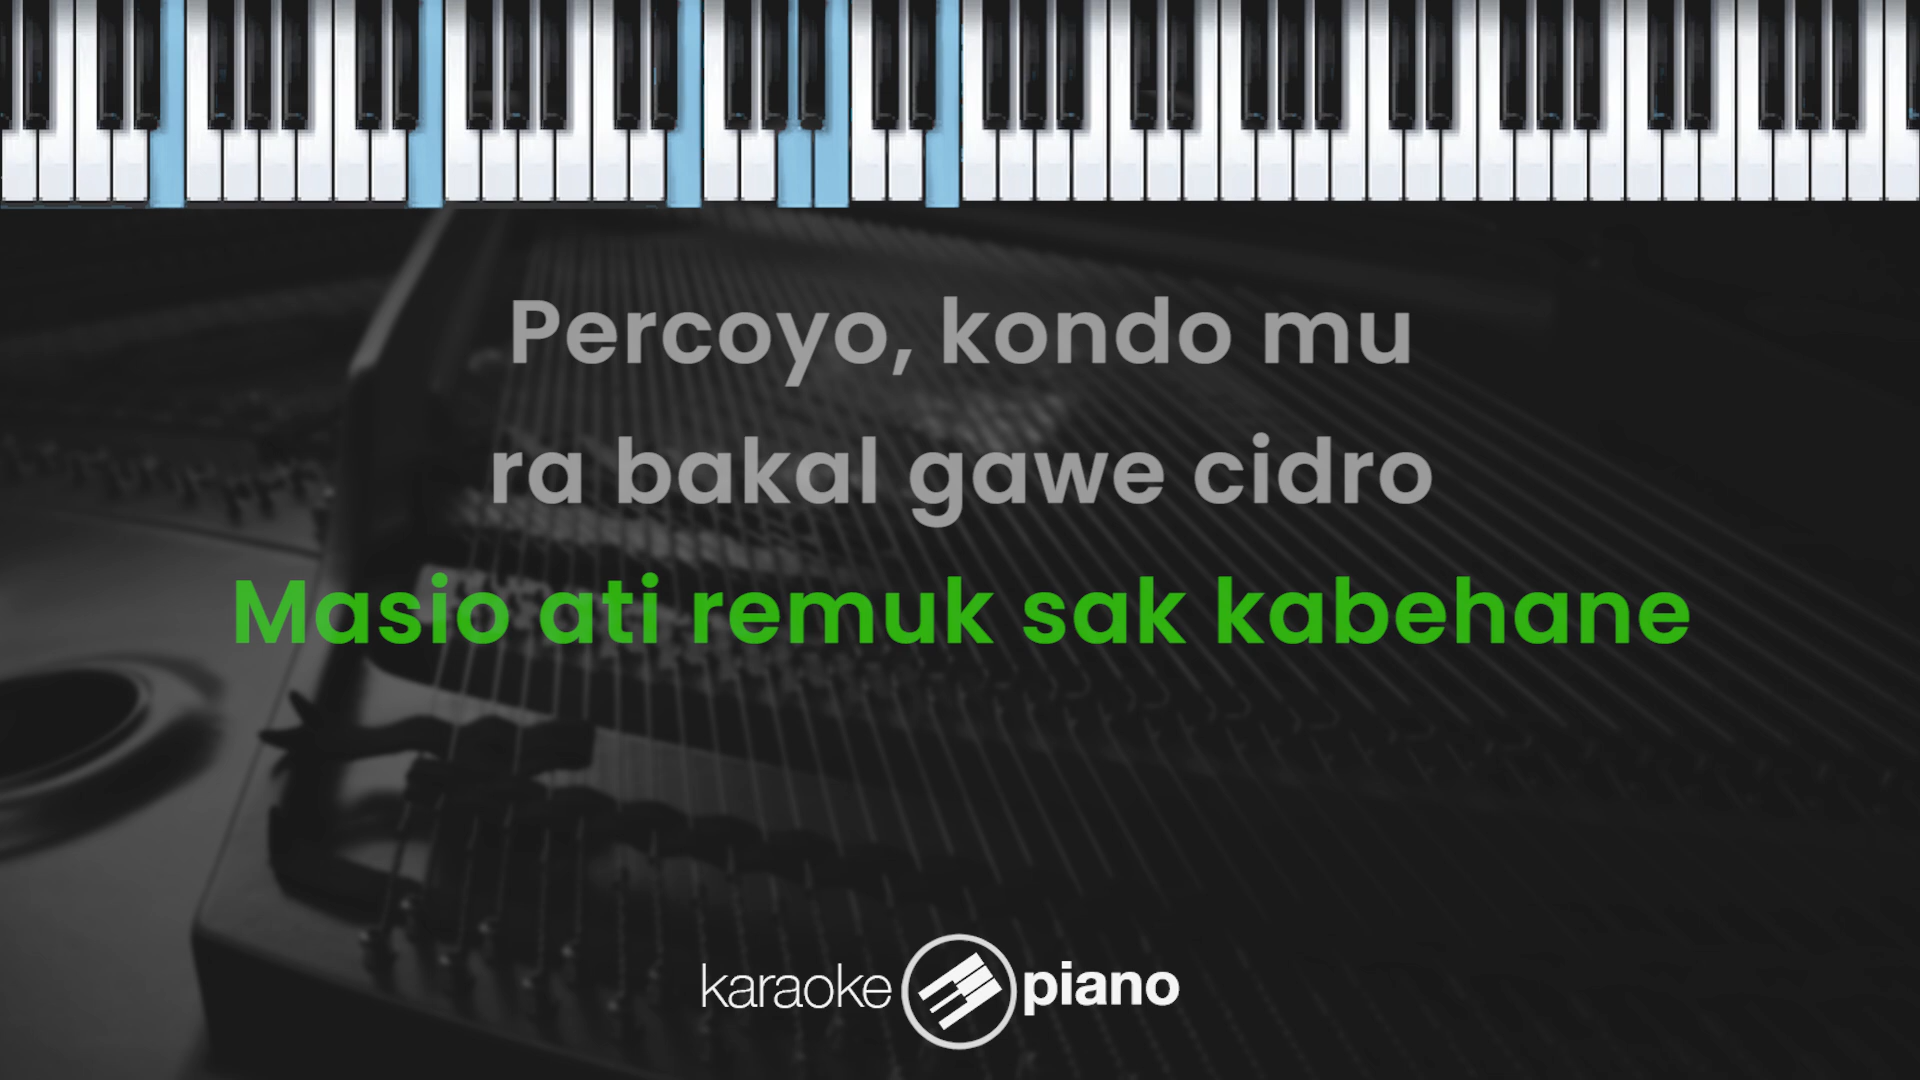 Percoyo, kondo mu
ra bakal gawe cidro
Masio ati remuk sak kabehane
karaoke piano